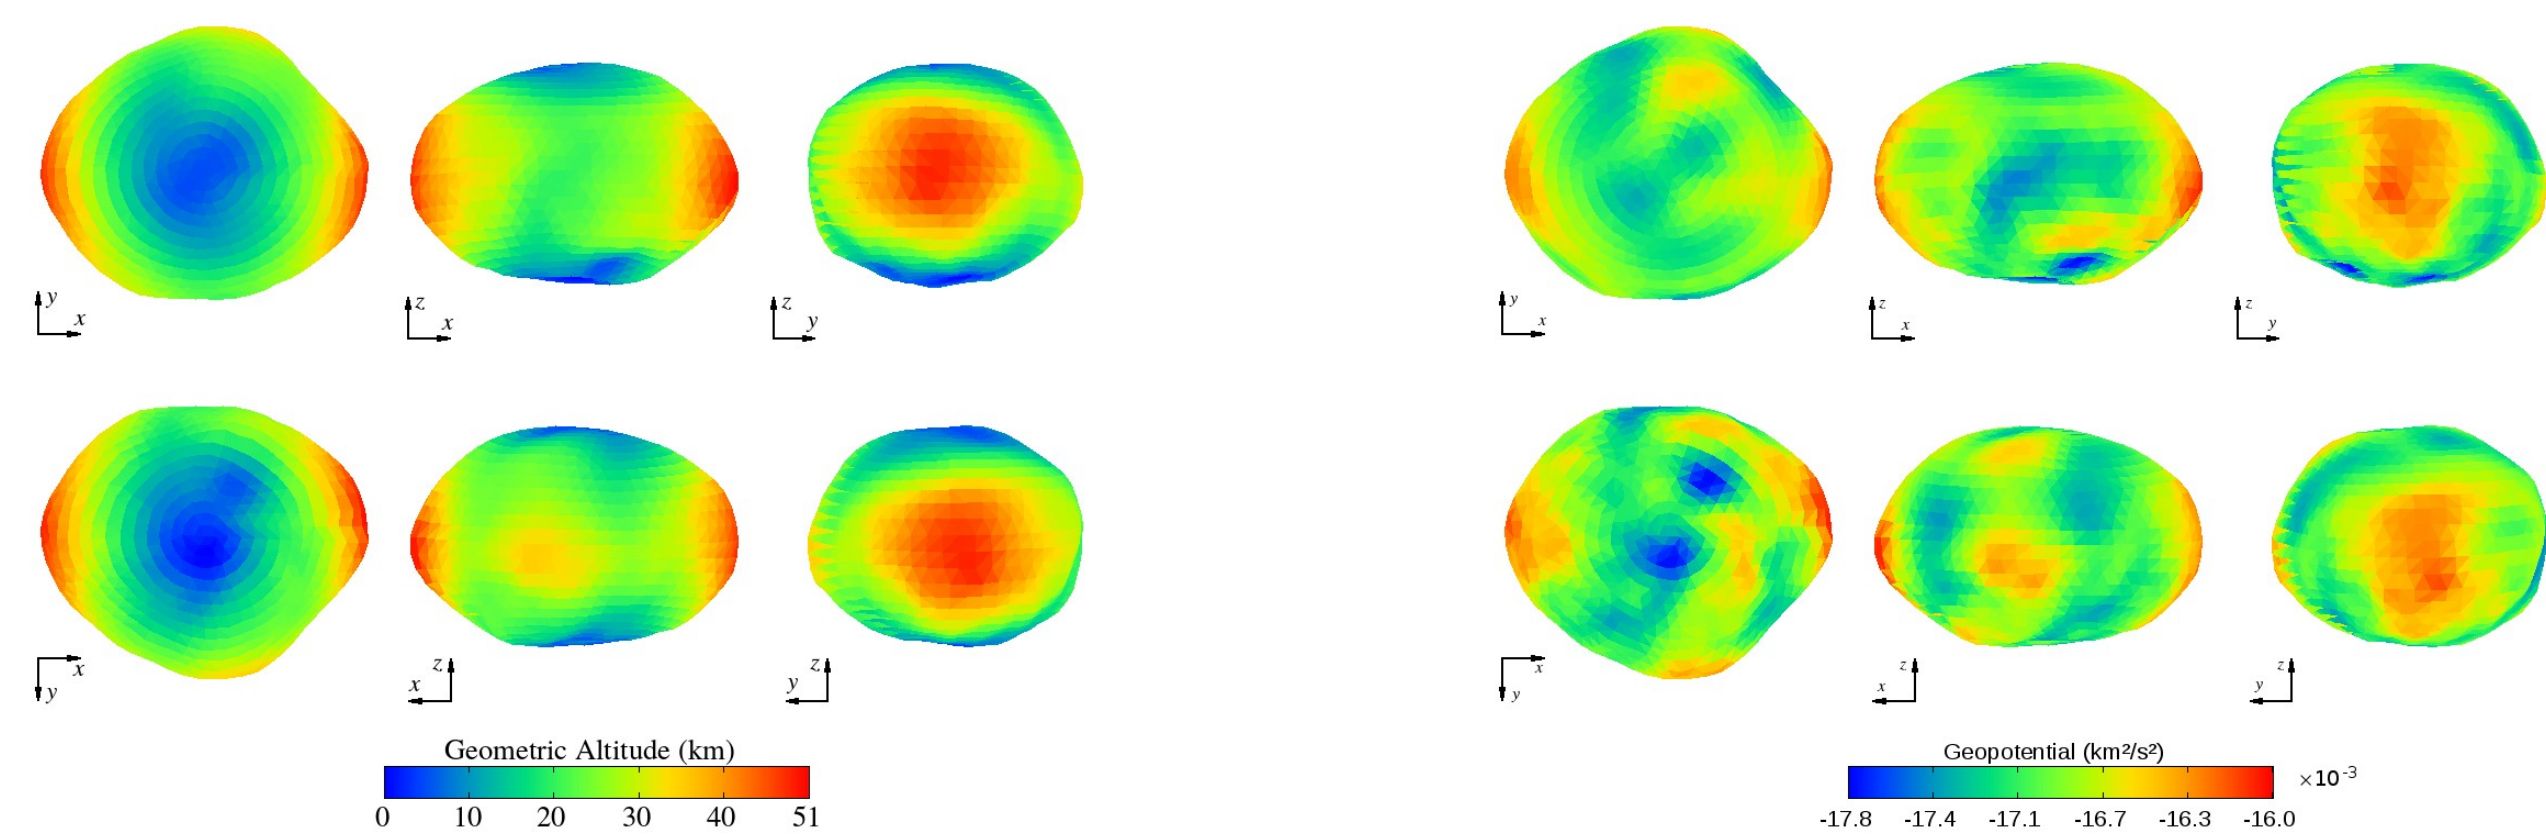 y
x
z
x
z
y
y
x
z
x
z
y
x
y
z
x
z
y
x
y
z
x
z
y
Geometric Altitude (km)
0 10 20 30 40 51
Geopotential (km²/s²)
×10⁻³
-17.8 -17.4 -17.1 -16.7 -16.3 -16.0